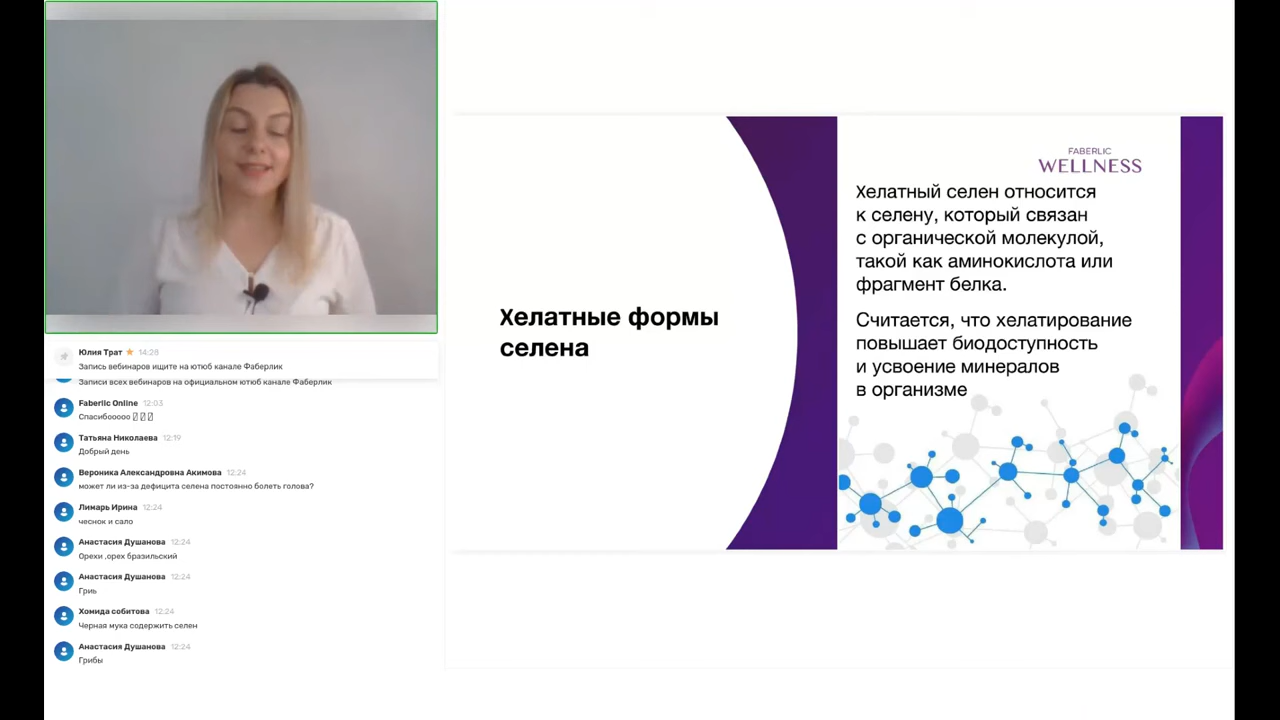 Юлия Трат 14:28
Запись вебинаров ищите на ютюб канале Фаберлик
Записи всех вебинаров на официальном ютюб канале Фаберлик
Faberlic Online 12:03
Спасибооооо
Татьяна Николаева 12:19
Добрый день
Вероника Александровна Акимова 12:24
может ли из-за дефицита селена постоянно болеть голова?
Лимарь Ирина 12:24
чеснок и сало
Анастасия Душанова 12:24
Орехи ,орех бразильский
Анастасия Душанова 12:24
Гриь
Хомида собитова 12:24
Черная мука содержить селен
Анастасия Душанова 12:24
Грибы
Хелатные формы
селена
FABERLIC
WELLNESS
Хелатный селен относится
к селену, который связан
с органической молекулой,
такой как аминокислота или
фрагмент белка.
Считается, что хелатирование
повышает биодоступность
и усвоение минералов
в организме